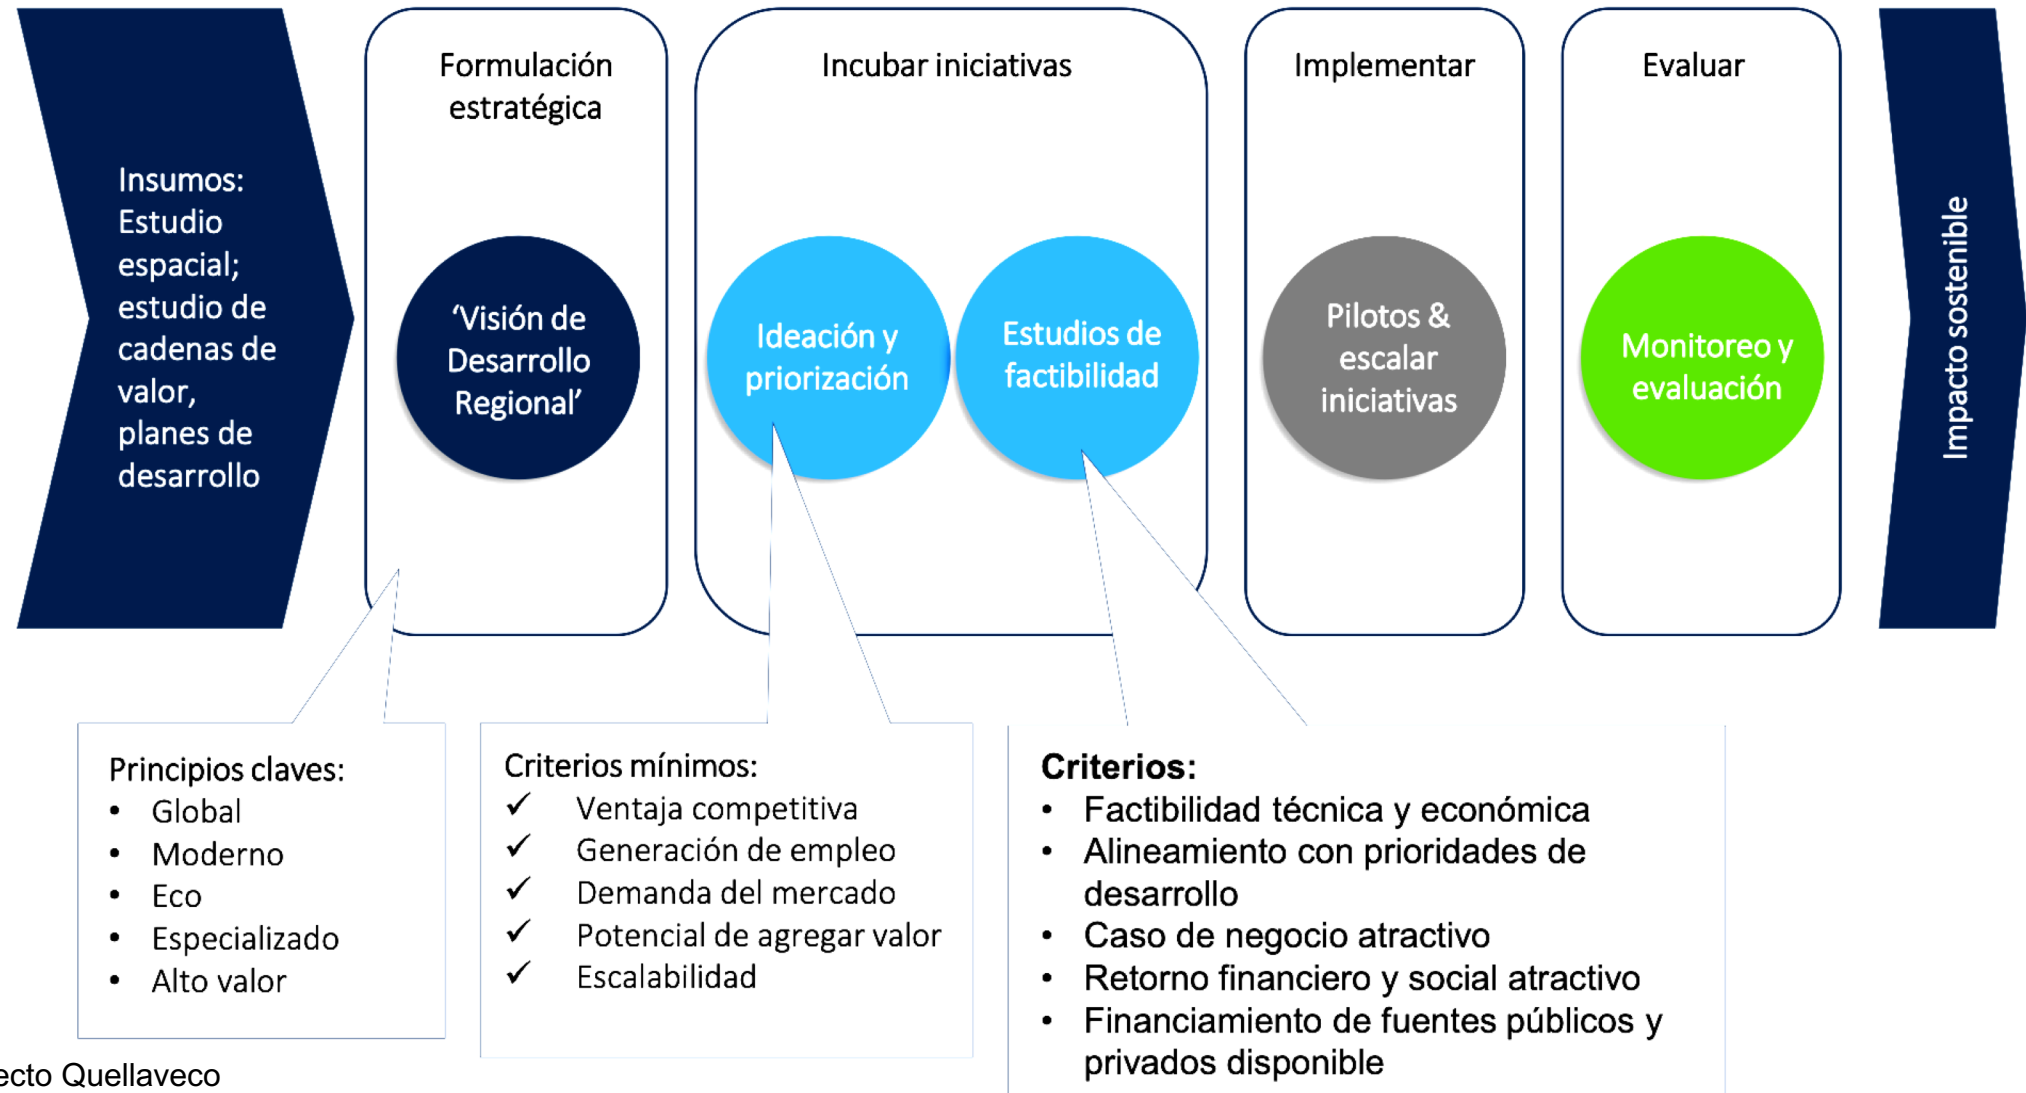 Insumos:
Estudio
espacial;
estudio de
cadenas de
valor,
planes de
desarrollo
Formulación
estratégica
‘Visión de
Desarrollo
Regional’
Incubar iniciativas
Ideación y
priorización
Estudios de
factibilidad
Implementar
Pilotos &
escalar
iniciativas
Evaluar
Monitoreo y
evaluación
Impacto sostenible
Principios claves:
• Global
• Moderno
• Eco
• Especializado
• Alto valor
Criterios mínimos:
✓ Ventaja competitiva
✓ Generación de empleo
✓ Demanda del mercado
✓ Potencial de agregar valor
✓ Escalabilidad
Criterios:
• Factibilidad técnica y económica
• Alineamiento con prioridades de
desarrollo
• Caso de negocio atractivo
• Retorno financiero y social atractivo
• Financiamiento de fuentes públicos y
privados disponible
ecto Quellaveco